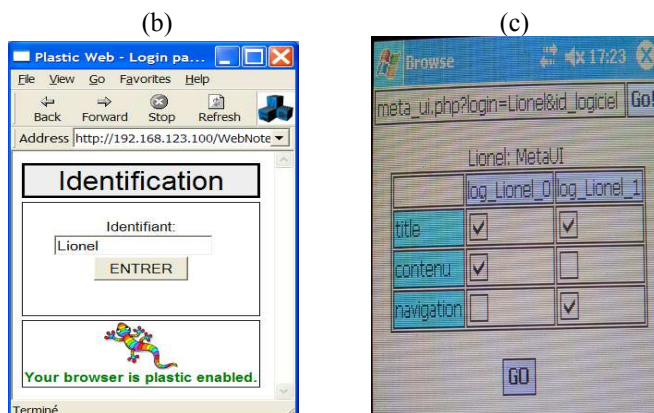 (b)
Plastic Web - Login pa...
File View Go Favorites Help
Back Forward Stop Refresh
Address http://192.168.123.100/WebNote
Identification
Identifiant:
Lionel
ENTRER
Your browser is plastic enabled.
Terminé
(c)
Browse 17:23
meta_ui.php?login=Lionel&id_logiciel Go!
Lionel: MetaUI
log_Lionel_0 log_Lionel_1
title
contenu
navigation
GO